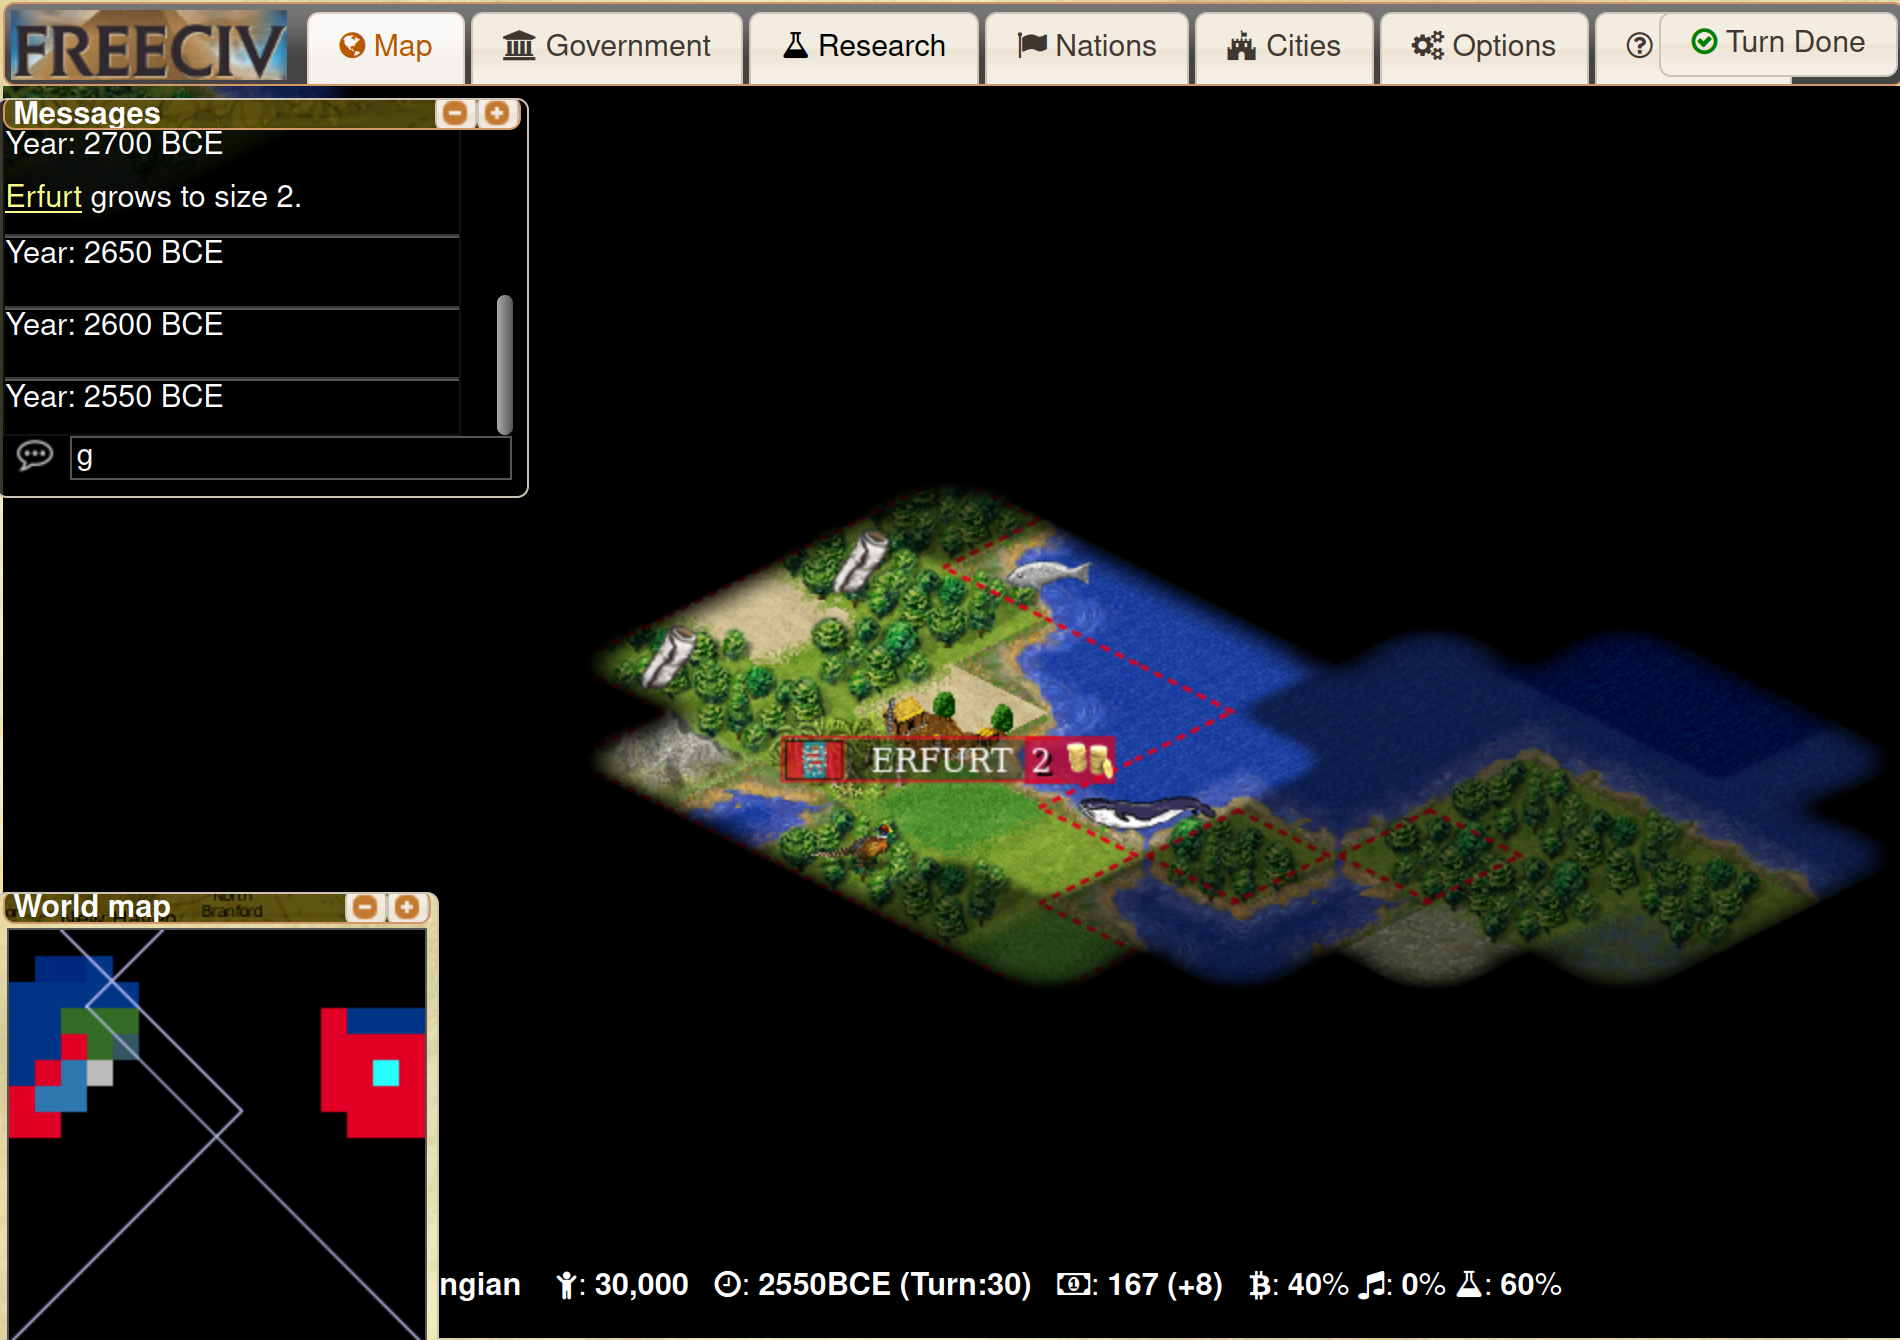 FREECIV
Map
Government
Research
Nations
Cities
Options
Turn Done
Messages
Year: 2700 BCE
Erfurt grows to size 2.
Year: 2650 BCE
Year: 2600 BCE
Year: 2550 BCE
g
ERFURT 2
World map
North
Branford
ngian : 30,000 : 2550BCE (Turn:30) : 167 (+8) : 40% : 0% : 60%